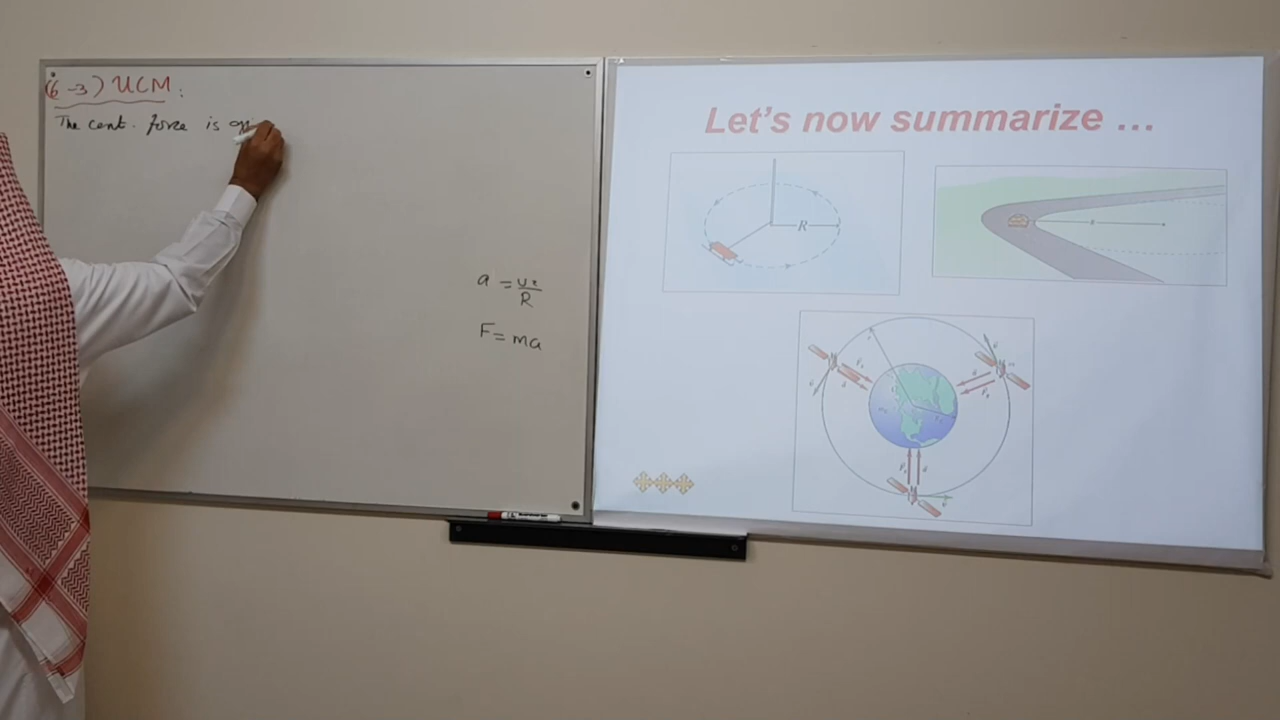 (6-3) UCM:
The cent. force is
a = v²/R
F = ma
Let's now summarize ...
R